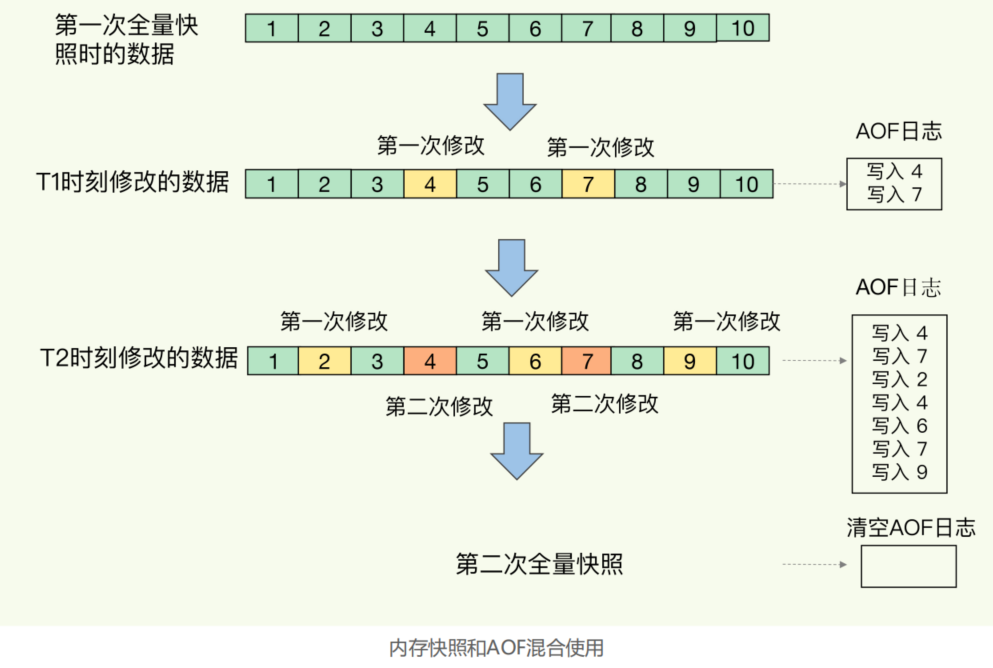 第一次全量快
照时的数据
1 2 3 4 5 6 7 8 9 10
AOF日志
第一次修改 第一次修改
T1时刻修改的数据
1 2 3 4 5 6 7 8 9 10
写入 4
写入 7
AOF日志
第一次修改 第一次修改 第一次修改
T2时刻修改的数据
1 2 3 4 5 6 7 8 9 10
第二次修改 第二次修改
写入 4
写入 7
写入 2
写入 4
写入 6
写入 7
写入 9
清空AOF日志
第二次全量快照
内存快照和AOF混合使用